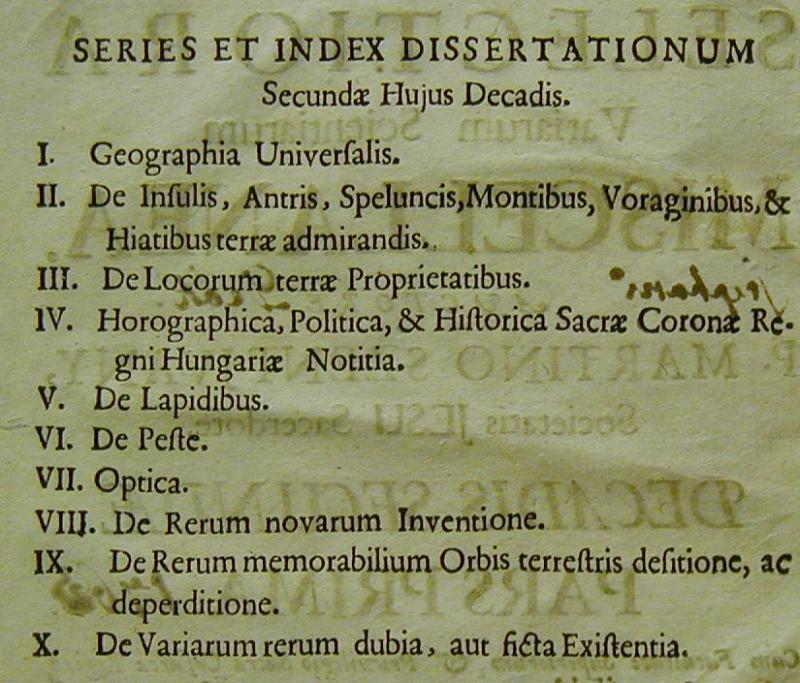 SERIES ET INDEX DISSERTATIONUM
Secundæ Hujus Decadis.
I. Geographia Univerſalis.
II. De Inſulis, Antris, Speluncis, Montibus, Voraginibus, &
Hiatibus terræ admirandis.
III. De Locorum terræ Proprietatibus.
IV. Horographica, Politica, & Hiſtorica Sacræ Coronæ Re-
gni Hungariæ Notitia.
V. De Lapidibus.
VI. De Peſte.
VII. Optica.
VIIJ. De Rerum novarum Inventione.
IX. De Rerum memorabilium Orbis terreſtris deſitione, ac
deperditione.
X. De Variarum rerum dubia, aut ficta Exiſtentia.